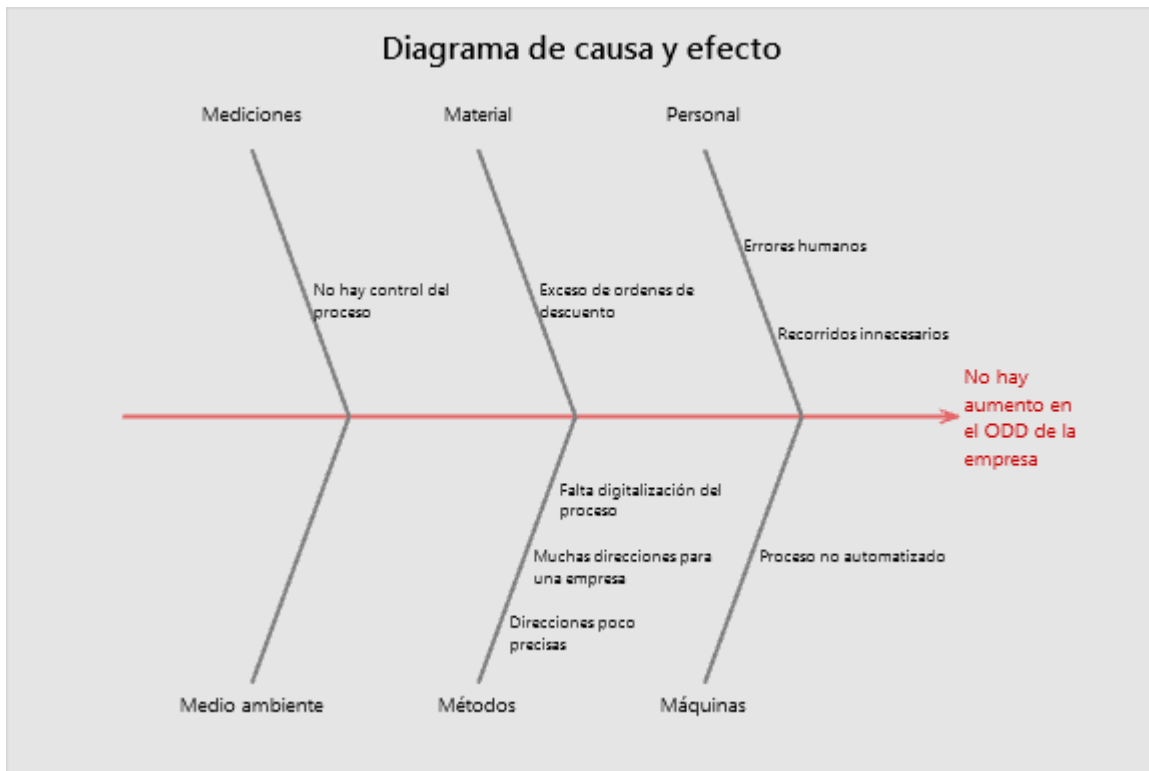 Diagrama de causa y efecto
Mediciones
Material
Personal
Errores humanos
No hay control del
proceso
Exceso de ordenes de
descuento
Recorridos innecesarios
No hay
aumento en
el ODD de la
empresa
Falta digitalización del
proceso
Muchas direcciones para
una empresa
Proceso no automatizado
Direcciones poco
precisas
Medio ambiente
Métodos
Máquinas